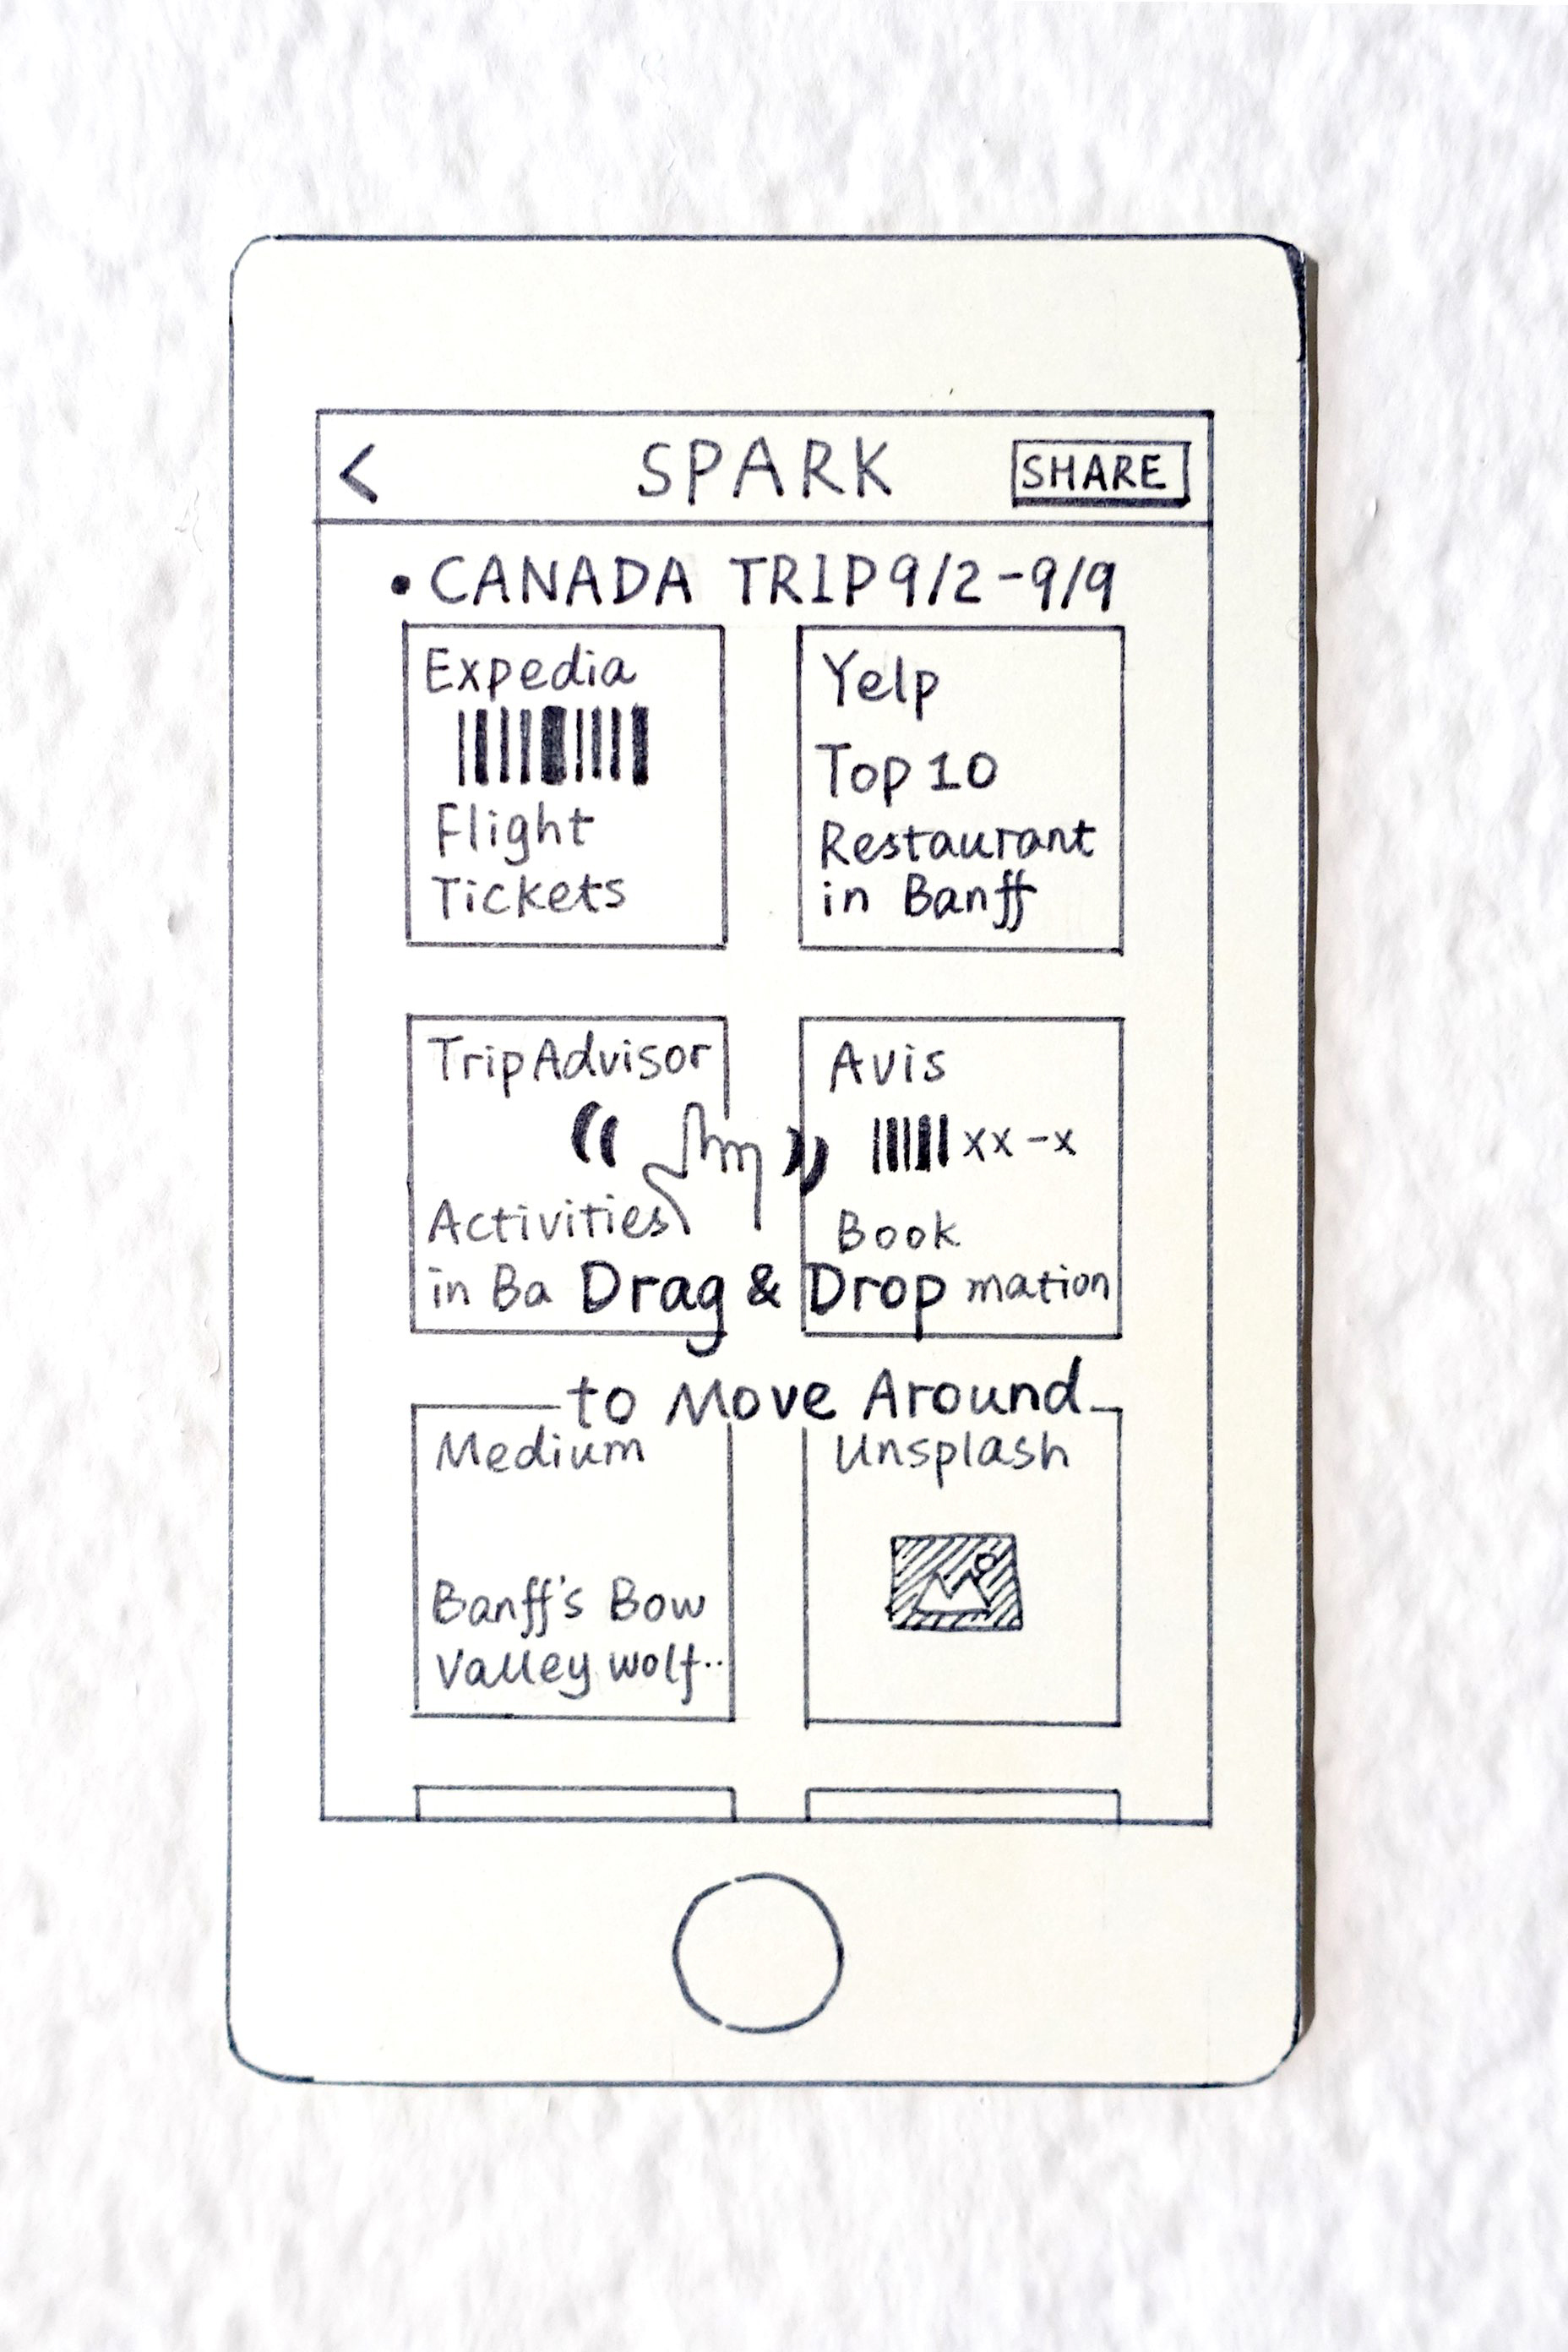 < SPARK SHARE
• CANADA TRIP 9/2-9/9
Expedia
Flight
Tickets
Yelp
Top 10
Restaurant
in Banff
TripAdvisor
Activities
in Ba
Avis
xx-x
Book
mation
Drag & Drop
to Move Around
Medium
Banff's Bow
Valley wolf..
Unsplash